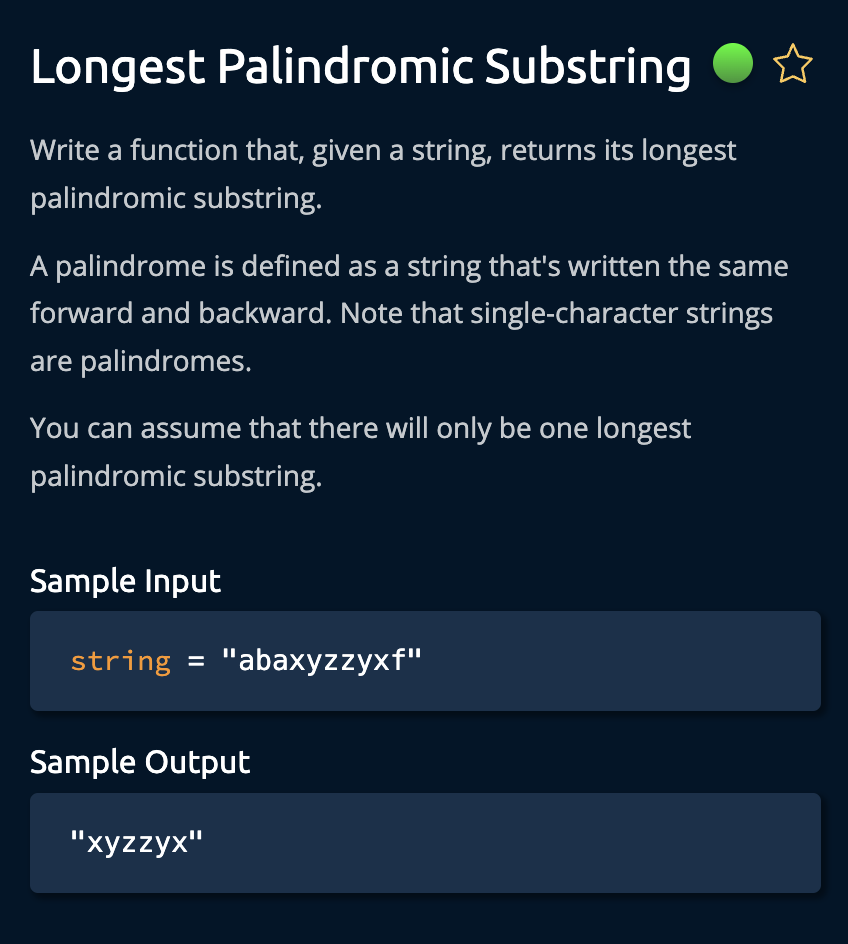 Longest Palindromic Substring
Write a function that, given a string, returns its longest
palindromic substring.
A palindrome is defined as a string that's written the same
forward and backward. Note that single-character strings
are palindromes.
You can assume that there will only be one longest
palindromic substring.
Sample Input
string = "abaxyzzyxf"
Sample Output
"xyzzyx"